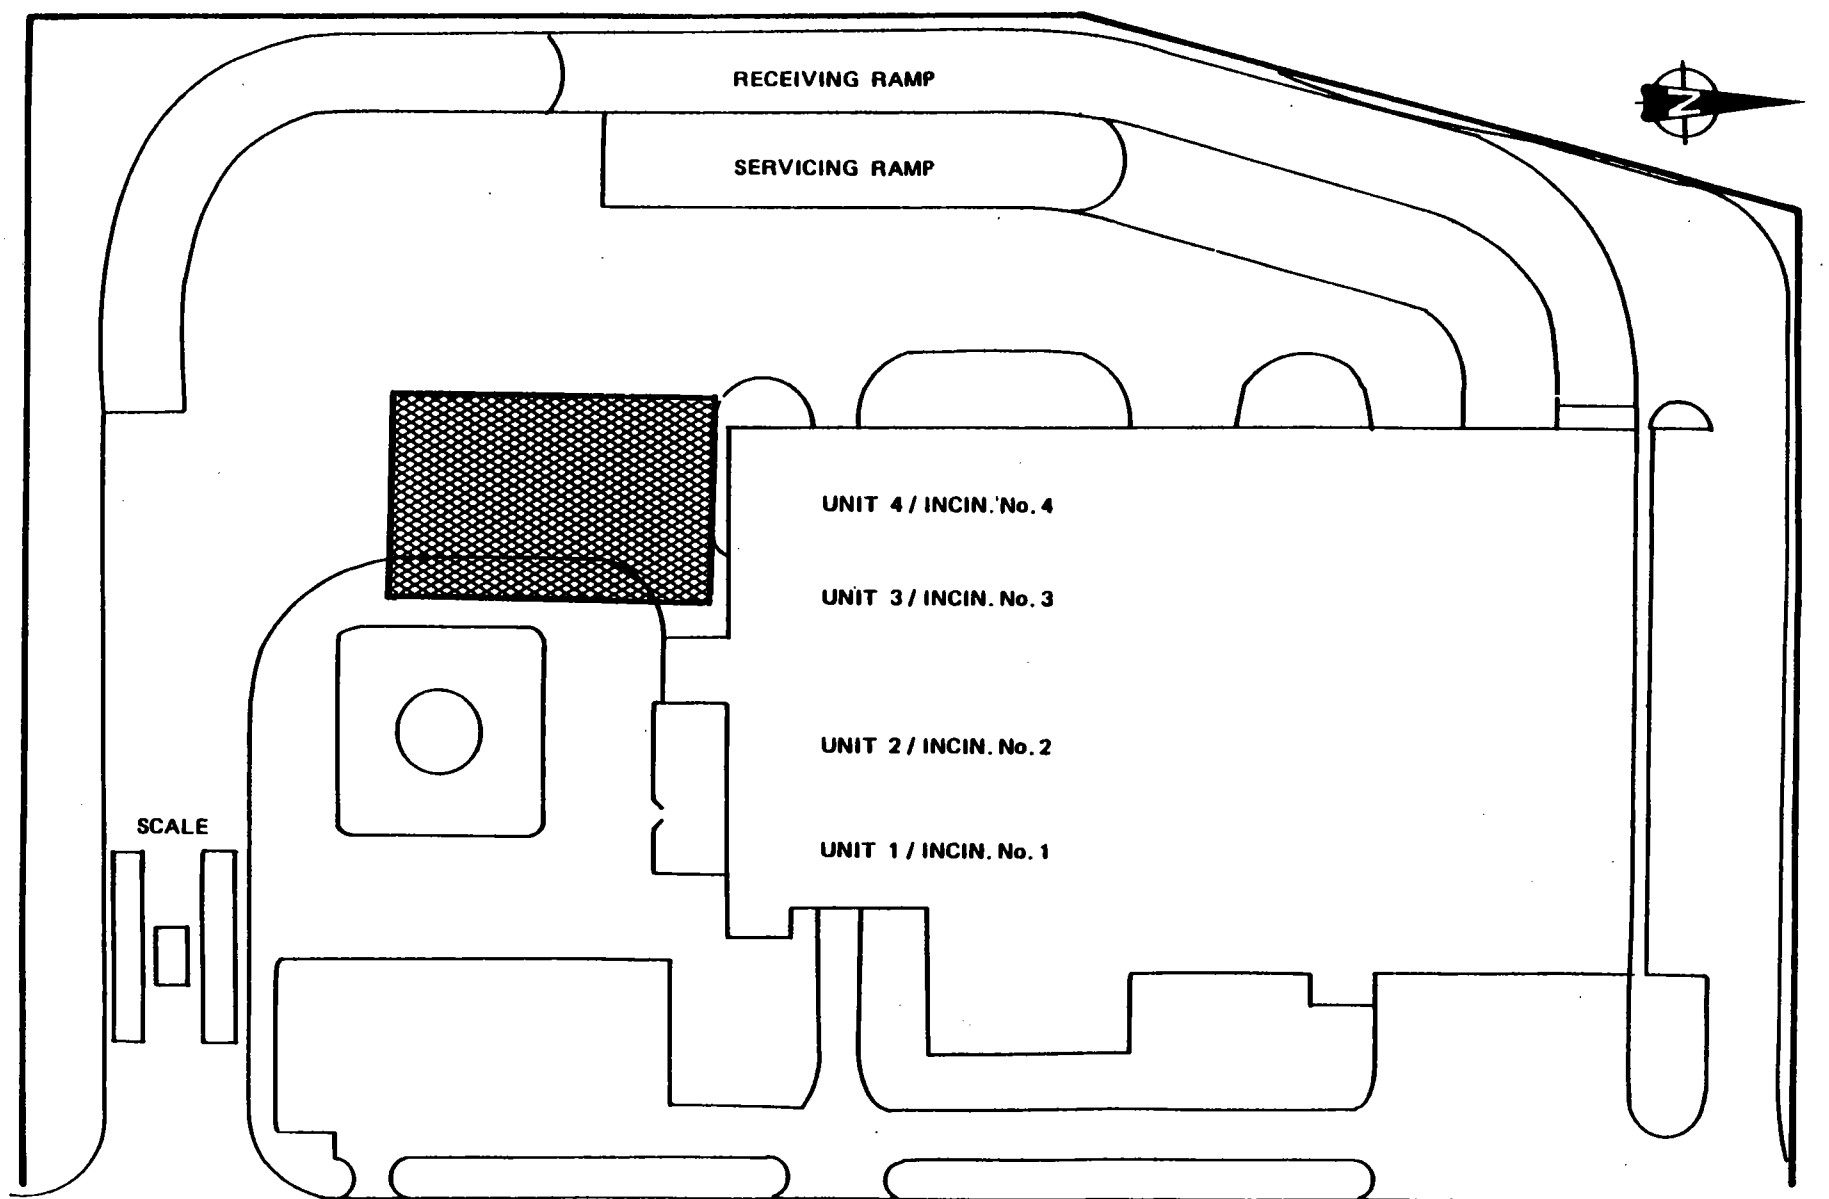 RECEIVING RAMP
N
SERVICING RAMP
UNIT 4 / INCIN. No. 4
UNIT 3 / INCIN. No. 3
UNIT 2 / INCIN. No. 2
SCALE
UNIT 1 / INCIN. No. 1